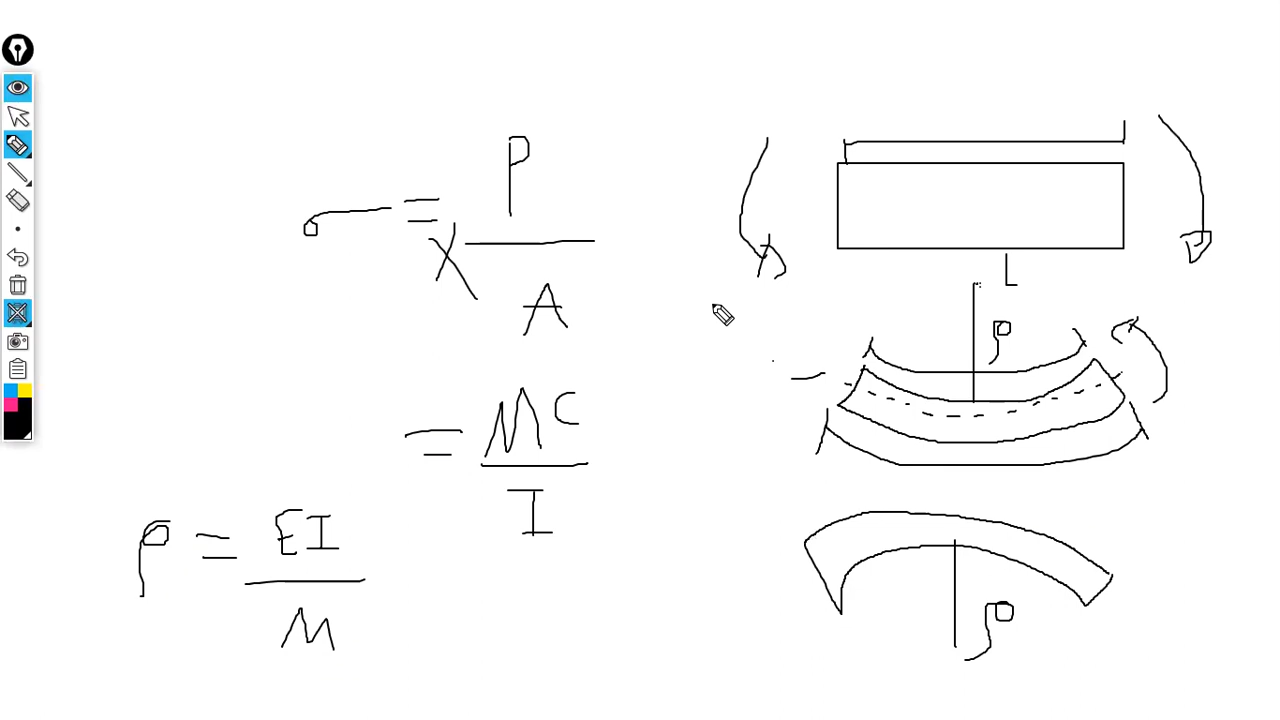 σ = P
X
A
= MC
I
ρ = EI
M
L
ρ
ρ